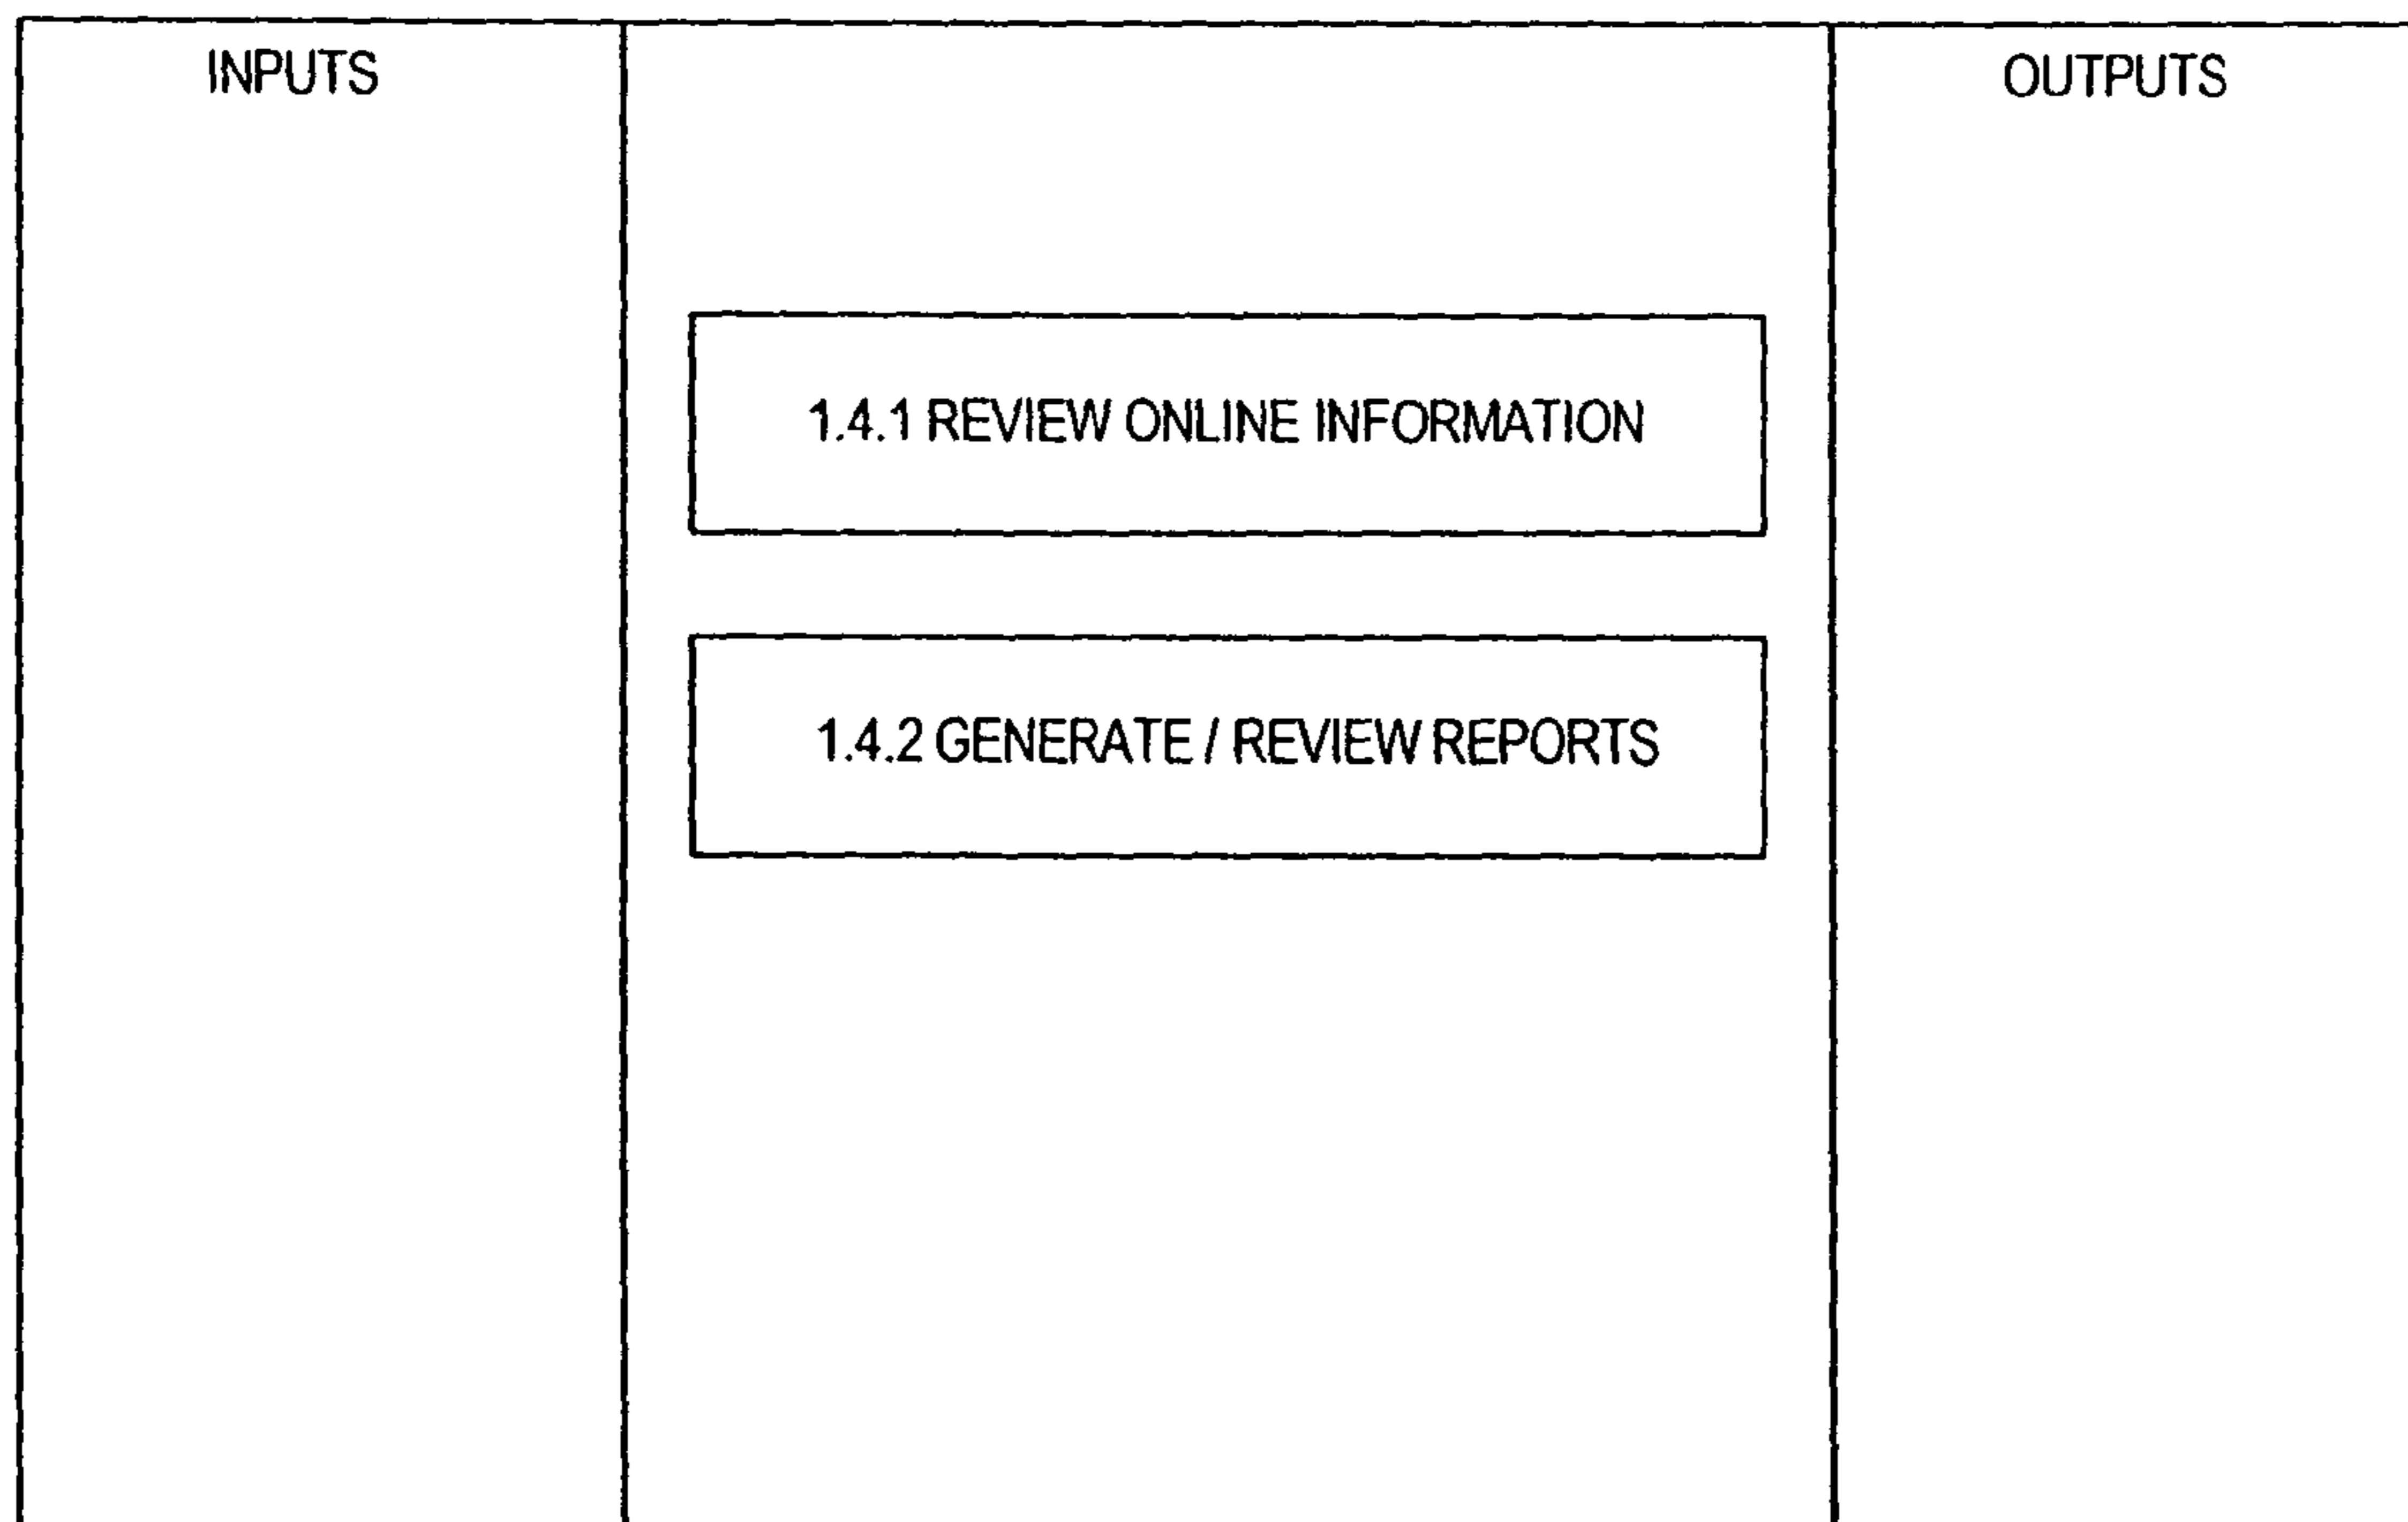 INPUTS
OUTPUTS
1.4.1 REVIEW ONLINE INFORMATION
1.4.2 GENERATE / REVIEW REPORTS